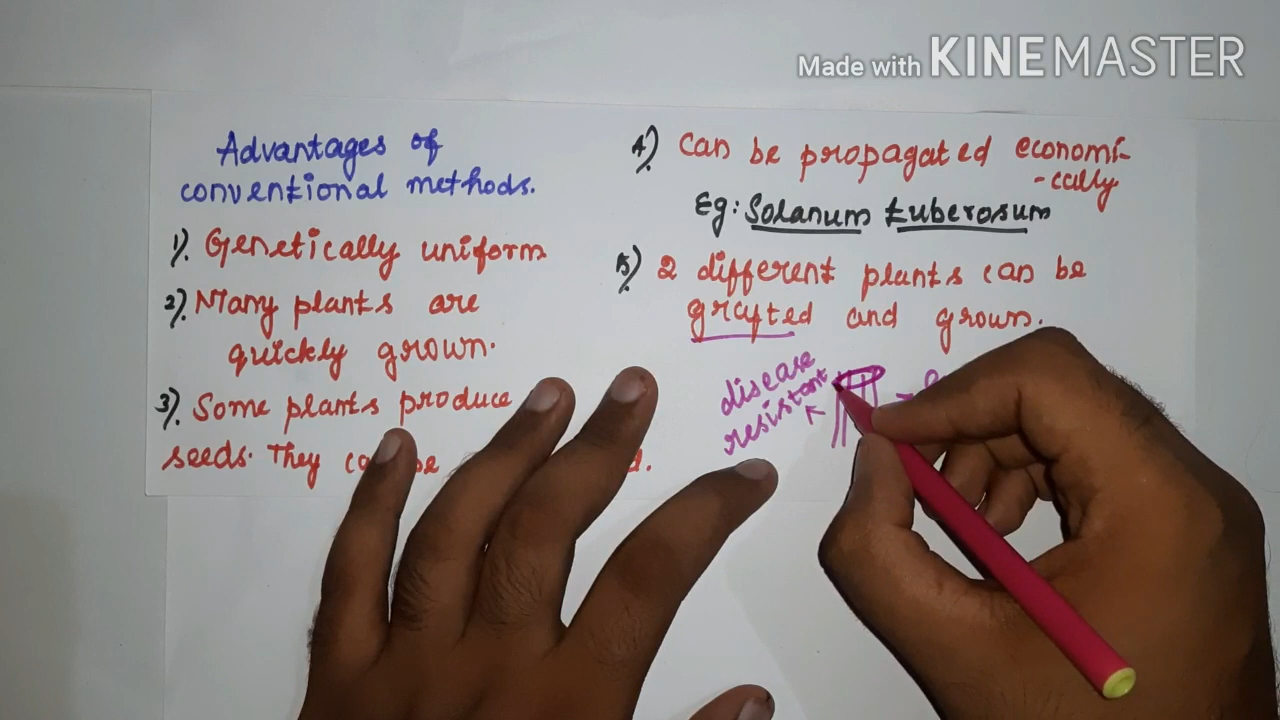 Made with KINEMASTER
Advantages of
conventional methods.
1). Genetically uniform
2). Many plants are
quickly grown.
3). Some plants produce
seeds. They
4.) can be propagated economi-
-cally
Eg: Solanum tuberosum
5.) 2 different plants can be
grafted and grown.
disease
resistant